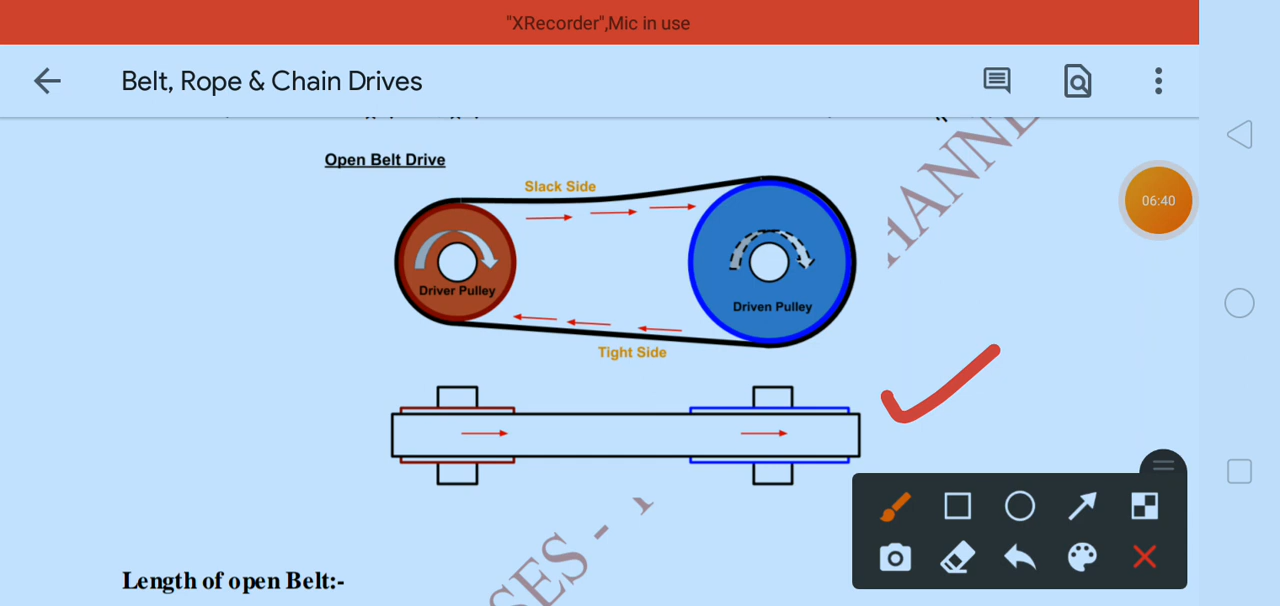 "XRecorder",Mic in use
Belt, Rope & Chain Drives
Open Belt Drive
Slack Side
06:40
Driver Pulley
Driven Pulley
Tight Side
Length of open Belt:-